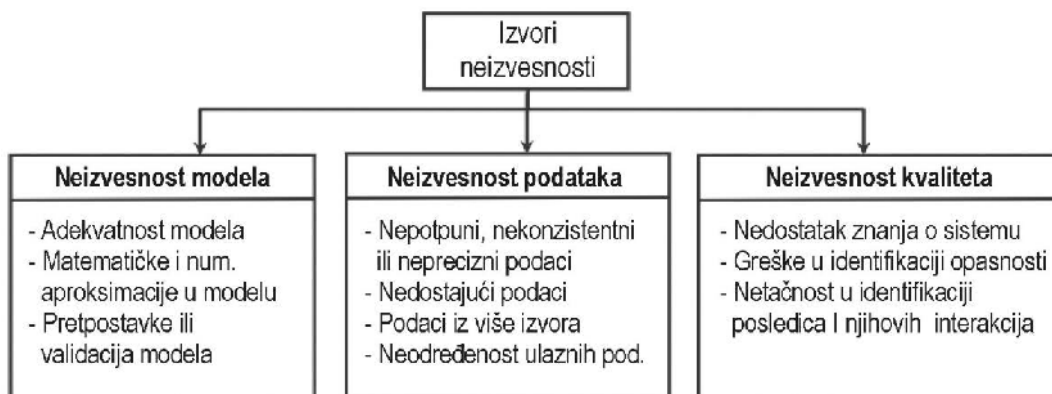 Izvori
neizvesnosti
Neizvesnost modela
- Adekvatnost modela
- Matematičke i num.
aproksimacije u modelu
- Pretpostavke ili
validacija modela
Neizvesnost podataka
- Nepotpuni, nekonzistentni
ili neprecizni podaci
- Nedostajući podaci
- Podaci iz više izvora
- Neodređenost ulaznih pod.
Neizvesnost kvaliteta
- Nedostatak znanja o sistemu
- Greške u identifikaciji opasnosti
- Netačnost u identifikaciji
posledica I njihovih interakcija